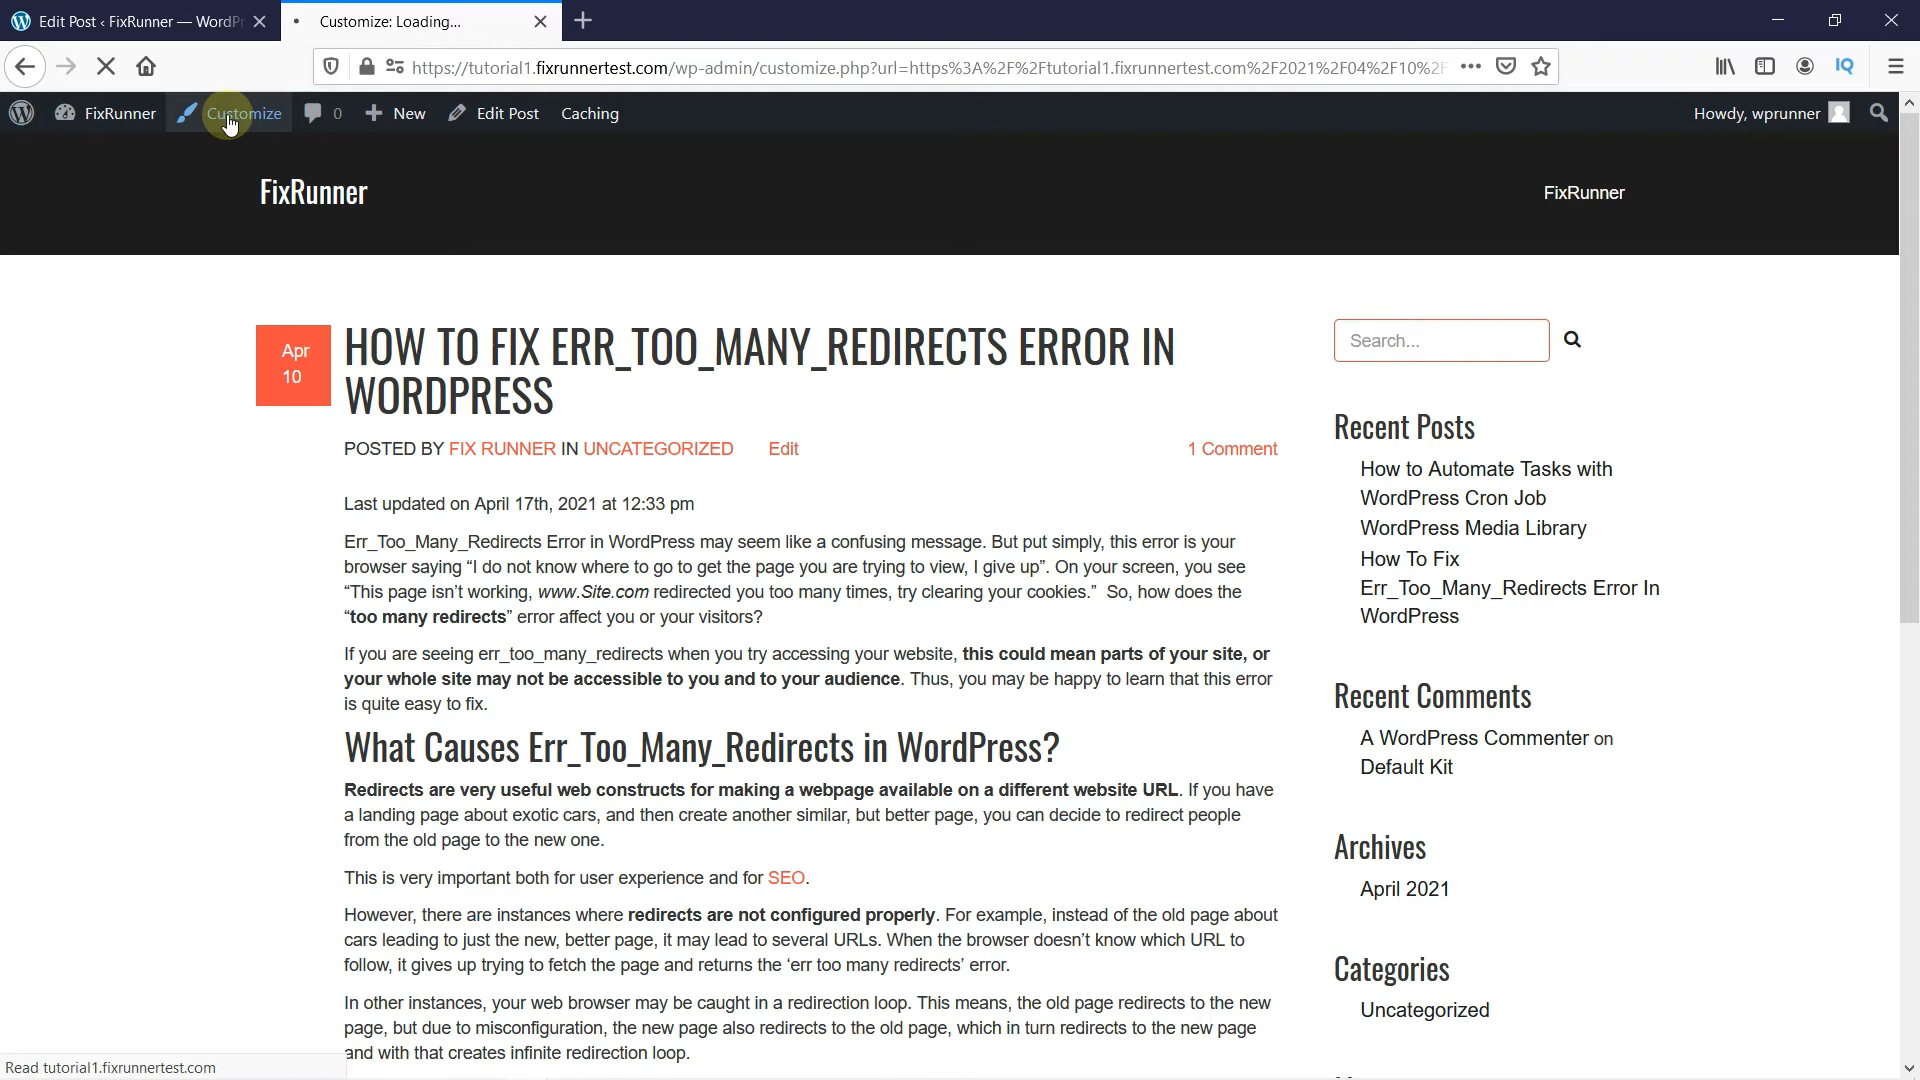 Edit Post ‹ FixRunner — WordPr
Customize: Loading...
https://tutorial1.fixrunnertest.com/wp-admin/customize.php?url=https%3A%2F%2Ftutorial1.fixrunnertest.com%2F2021%2F04%2F10%2F
IQ
FixRunner
Customize
0
New
Edit Post
Caching
Howdy, wprunner
FixRunner
FixRunner
Apr
10
HOW TO FIX ERR_TOO_MANY_REDIRECTS ERROR IN
WORDPRESS
POSTED BY FIX RUNNER IN UNCATEGORIZED Edit 1 Comment
Last updated on April 17th, 2021 at 12:33 pm
Err_Too_Many_Redirects Error in WordPress may seem like a confusing message. But put simply, this error is your
browser saying “I do not know where to go to get the page you are trying to view, I give up”. On your screen, you see
“This page isn’t working, www.Site.com redirected you too many times, try clearing your cookies.” So, how does the
“too many redirects” error affect you or your visitors?
If you are seeing err_too_many_redirects when you try accessing your website, this could mean parts of your site, or
your whole site may not be accessible to you and to your audience. Thus, you may be happy to learn that this error
is quite easy to fix.
What Causes Err_Too_Many_Redirects in WordPress?
Redirects are very useful web constructs for making a webpage available on a different website URL. If you have
a landing page about exotic cars, and then create another similar, but better page, you can decide to redirect people
from the old page to the new one.
This is very important both for user experience and for SEO.
However, there are instances where redirects are not configured properly. For example, instead of the old page about
cars leading to just the new, better page, it may lead to several URLs. When the browser doesn’t know which URL to
follow, it gives up trying to fetch the page and returns the ‘err too many redirects’ error.
In other instances, your web browser may be caught in a redirection loop. This means, the old page redirects to the new
page, but due to misconfiguration, the new page also redirects to the old page, which in turn redirects to the new page
and with that creates infinite redirection loop.
Search...
Recent Posts
How to Automate Tasks with
WordPress Cron Job
WordPress Media Library
How To Fix
Err_Too_Many_Redirects Error In
WordPress
Recent Comments
A WordPress Commenter on
Default Kit
Archives
April 2021
Categories
Uncategorized
Read tutorial1.fixrunnertest.com